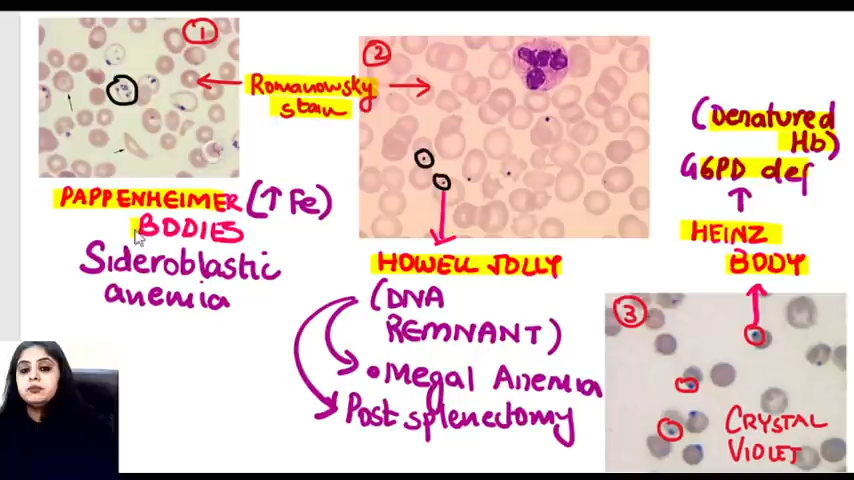 1
Romanowsky
stain
PAPPENHEIMER (↑ Fe)
BODIES
Sideroblastic
anemia
2
HOWELL JOLLY
(DNA
REMNANT)
• Megal Anemia
Post splenectomy
(Denatured
Hb)
G6PD def
↑
HEINZ
BODY
3
CRYSTAL
VIOLET